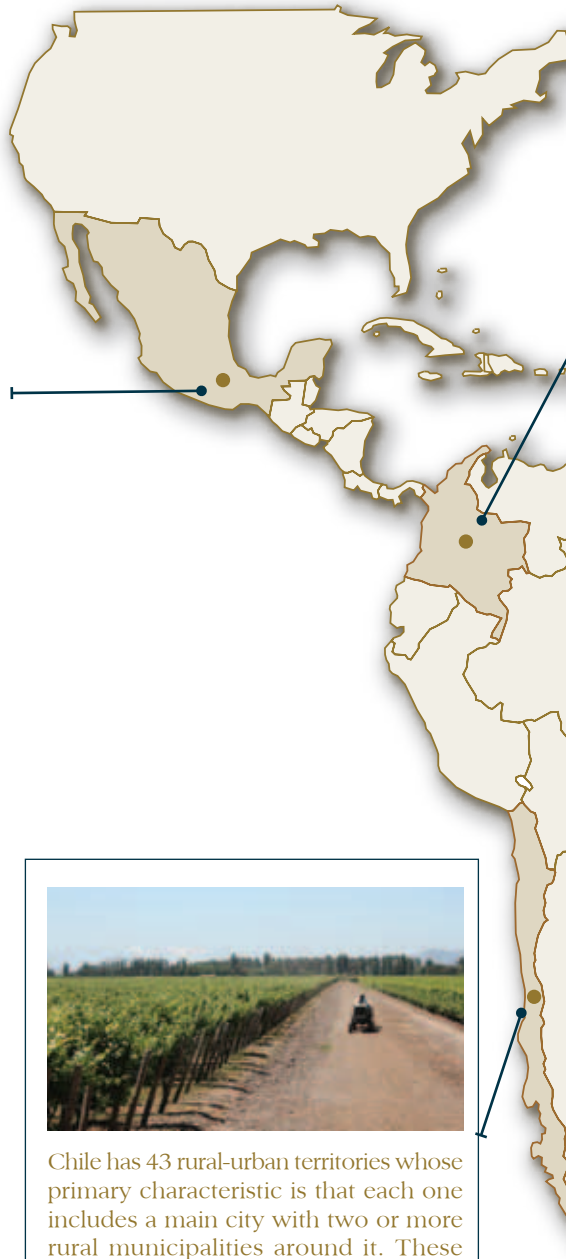 Chile has 43 rural-urban territories whose
primary characteristic is that each one
includes a main city with two or more
rural municipalities around it. These